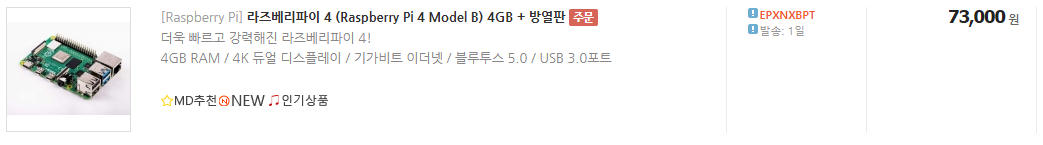 [Raspberry Pi] 라즈베리파이 4 (Raspberry Pi 4 Model B) 4GB + 방열판 주문
더욱 빠르고 강력해진 라즈베리파이 4!
4GB RAM / 4K 듀얼 디스플레이 / 기가비트 이더넷 / 블루투스 5.0 / USB 3.0포트
MD추천 N NEW 인기상품
EPXNXBPT
발송: 1일
73,000 원